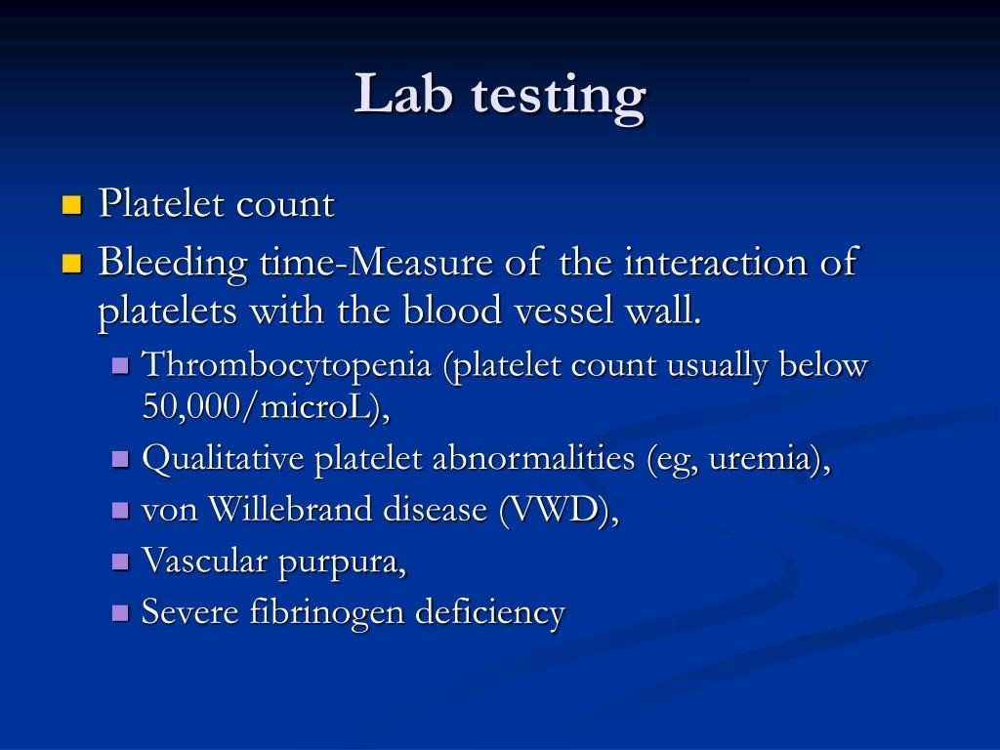 Lab testing
Platelet count
Bleeding time-Measure of the interaction of
platelets with the blood vessel wall.
Thrombocytopenia (platelet count usually below
50,000/microL),
Qualitative platelet abnormalities (eg, uremia),
von Willebrand disease (VWD),
Vascular purpura,
Severe fibrinogen deficiency